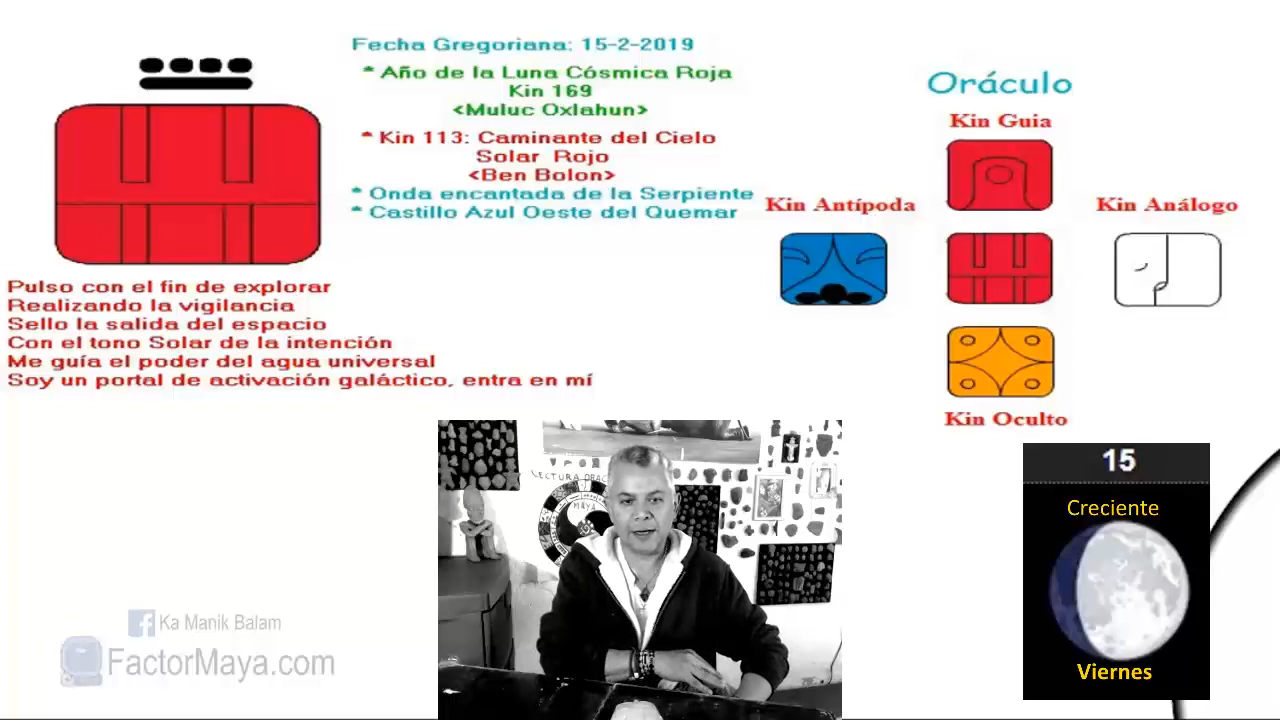 Fecha Gregoriana: 15-2-2019
* Año de la Luna Cósmica Roja
Kin 169
<Muluc Oxlahun>
* Kin 113: Caminante del Cielo
Solar Rojo
<Ben Bolon>
* Onda encantada de la Serpiente
* Castillo Azul Oeste del Quemar
Pulso con el fin de explorar
Realizando la vigilancia
Sello la salida del espacio
Con el tono Solar de la intención
Me guía el poder del agua universal
Soy un portal de activación galáctico, entra en mí
Oráculo
Kin Guia
Kin Antípoda
Kin Análogo
Kin Oculto
LECTURA ORAC
MAYA
15
Creciente
Viernes
Ka Manik Balam
FactorMaya.com